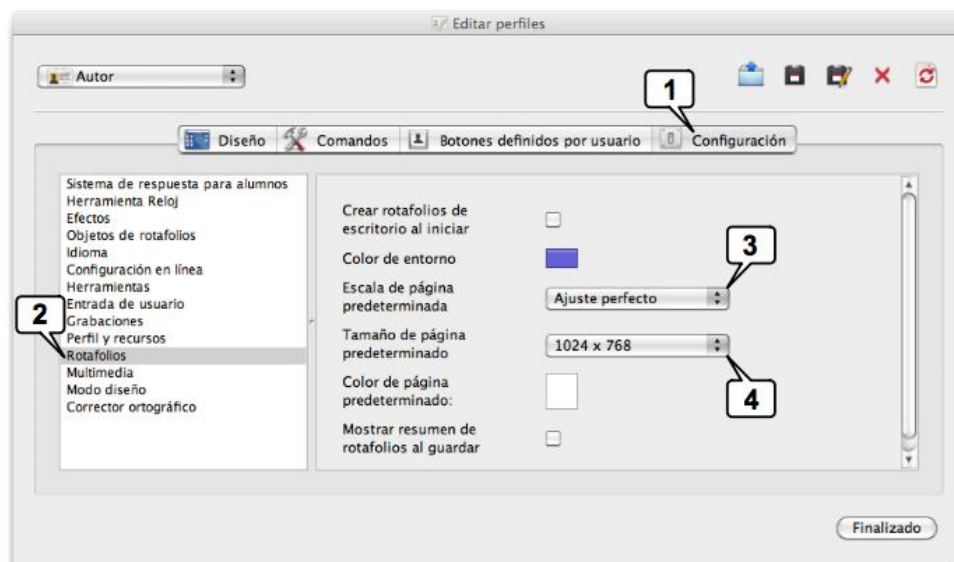 Editar perfiles
Autor
1
Diseño Comandos Botones definidos por usuario Configuración
Sistema de respuesta para alumnos
Herramienta Reloj
Efectos
Objetos de rotafolios
Idioma
Configuración en línea
Herramientas
Entrada de usuario
Grabaciones
Perfil y recursos
Rotafolios
Multimedia
Modo diseño
Corrector ortográfico
2
Crear rotafolios de
escritorio al iniciar
Color de entorno
3
Escala de página
predeterminada
Ajuste perfecto
Tamaño de página
predeterminado
1024 x 768
4
Color de página
predeterminado:
Mostrar resumen de
rotafolios al guardar
Finalizado